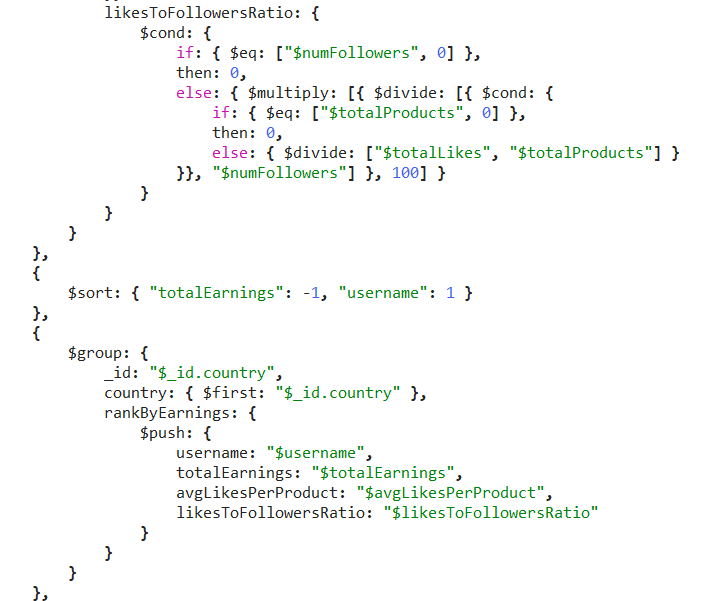 likesToFollowersRatio: {
$cond: {
if: { $eq: ["$numFollowers", 0] },
then: 0,
else: { $multiply: [{ $divide: [{ $cond: {
if: { $eq: ["$totalProducts", 0] },
then: 0,
else: { $divide: ["$totalLikes", "$totalProducts"] }
}}, "$numFollowers"] }, 100] }
}
}
}
},
{
$sort: { "totalEarnings": -1, "username": 1 }
},
{
$group: {
_id: "$_id.country",
country: { $first: "$_id.country" },
rankByEarnings: {
$push: {
username: "$username",
totalEarnings: "$totalEarnings",
avgLikesPerProduct: "$avgLikesPerProduct",
likesToFollowersRatio: "$likesToFollowersRatio"
}
}
}
},